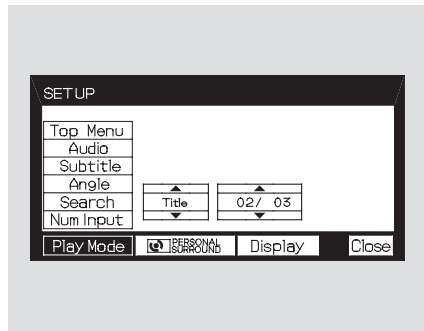 SETUP
Top Menu
Audio
Subtitle
Angle
Search
Num Input
Title
02/ 03
Play Mode
PERSONAL SURROUND
Display
Close